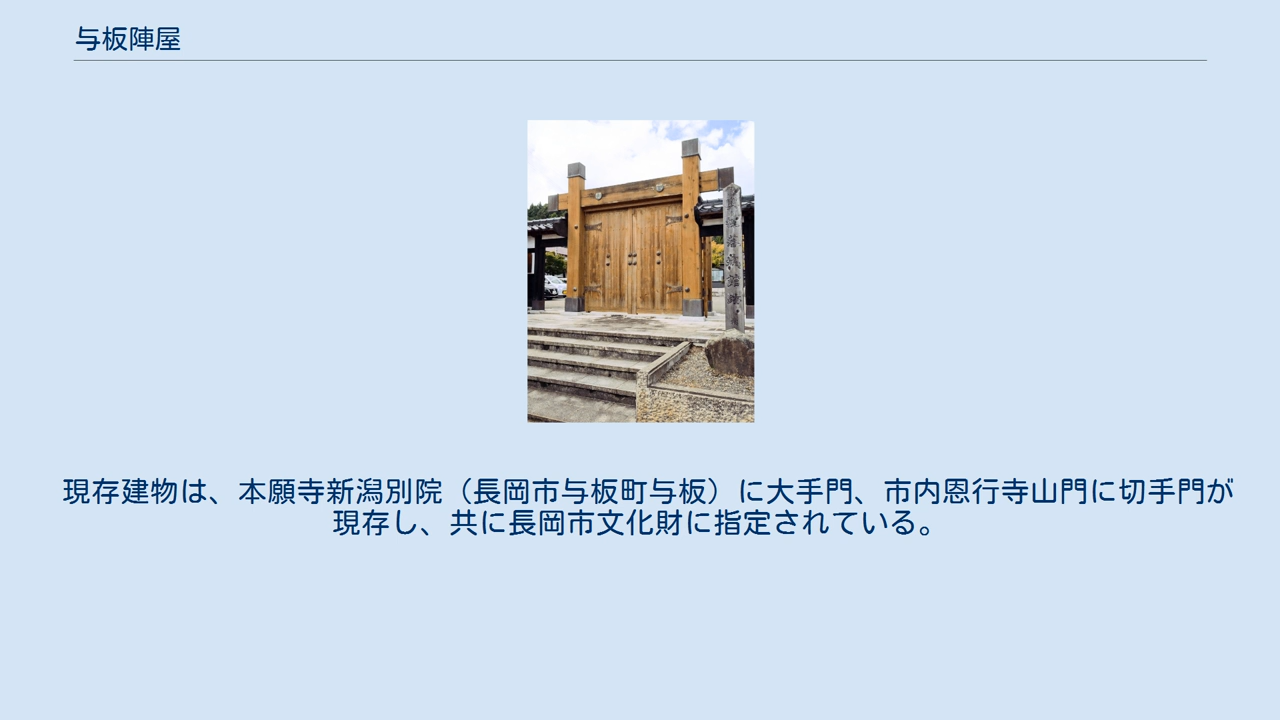 与板陣屋
現存建物は、本願寺新潟別院（長岡市与板町与板）に大手門、市内恩行寺山門に切手門が
現存し、共に長岡市文化財に指定されている。